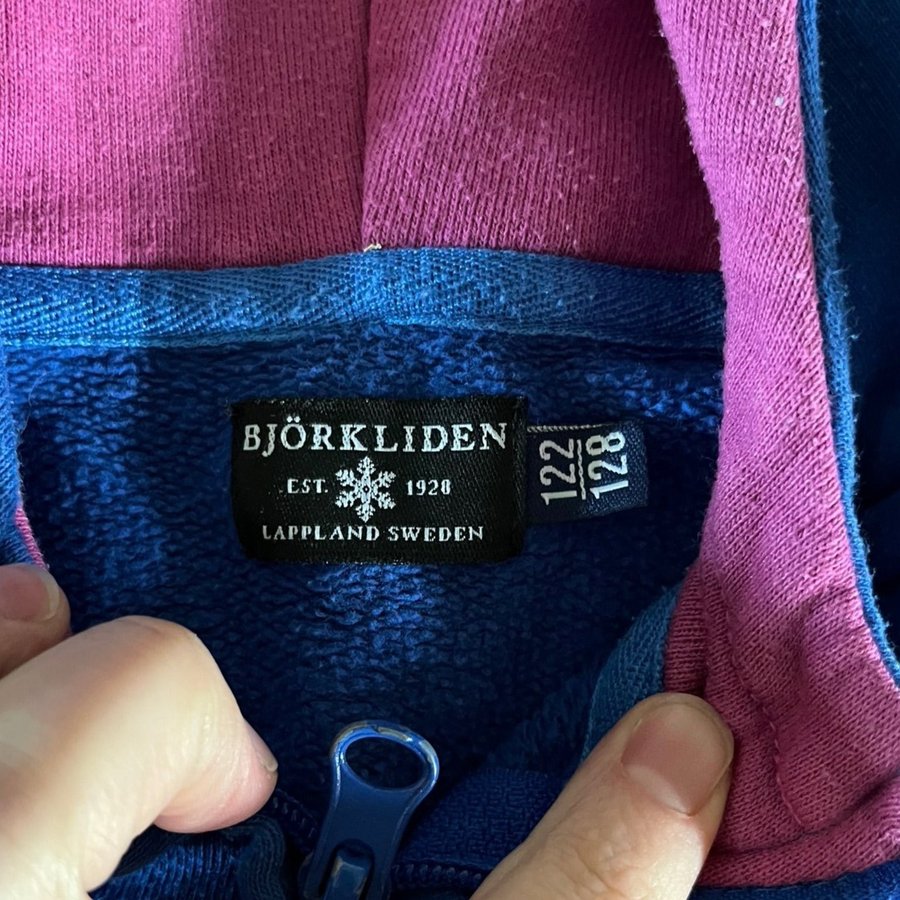 BJÖRKLIDEN
EST. 1928
LAPPLAND SWEDEN
122
128